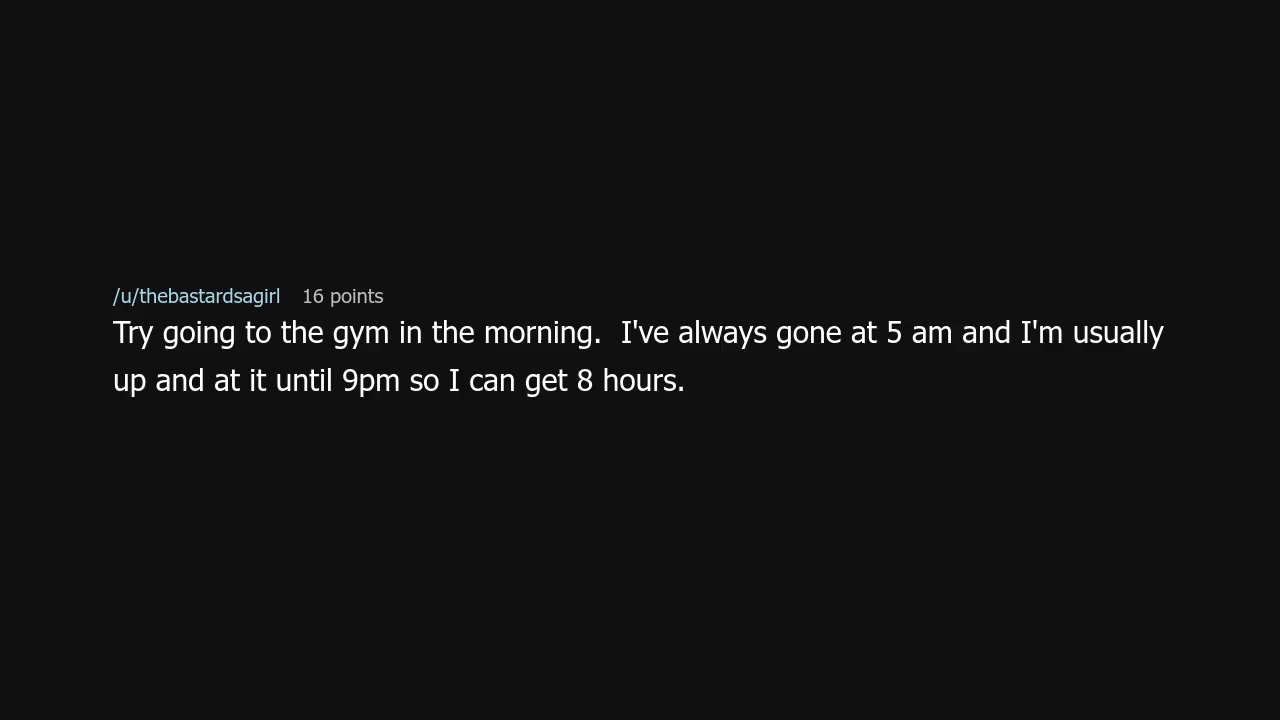 /u/thebastardsagirl 16 points
Try going to the gym in the morning.  I've always gone at 5 am and I'm usually
up and at it until 9pm so I can get 8 hours.